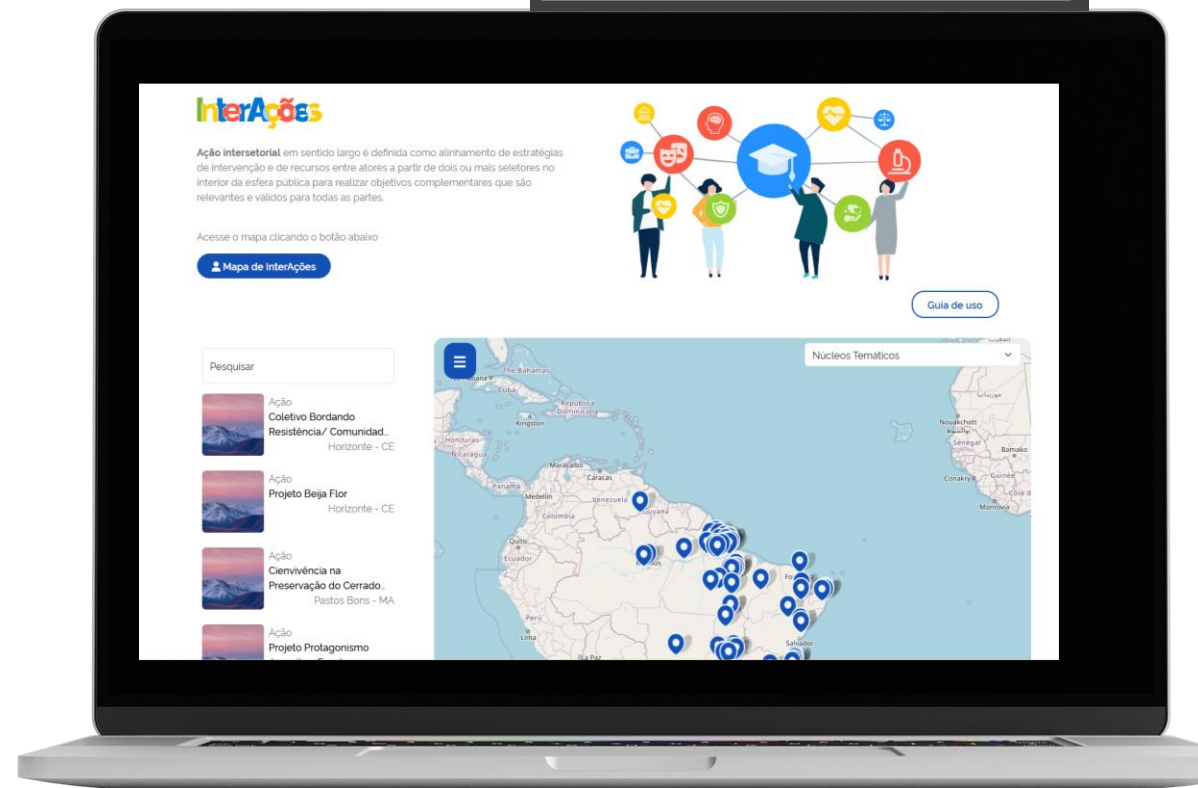 InterAções
Ação intersetorial em sentido largo é definida como alinhamento de estratégias
de intervenção e de recursos entre atores a partir de dois ou mais seletores no
interior da esfera pública para realizar objetivos complementares que são
relevantes e válidos para todas as partes.
Acesse o mapa clicando o botão abaixo
Mapa de InterAções
Guia de uso
Pesquisar
Ação
Coletivo Bordando
Resistência/ Comunidad...
Horizonte - CE
Ação
Projeto Beija Flor
Horizonte - CE
Ação
Cienvivência na
Preservação do Cerrado...
Pastos Bons - MA
Ação
Projeto Protagonismo
Núcleos Temáticos
The Bahamas
Cuba
República
Dominicana
Kingston
Honduras
Nicaragua
Maracaibo
Caracas
Panamá
Medellín
Venezuela
Guyana
Colombia
Quito
Ecuador
Perú
Lima
La Paz
Salvador
موريتانيا
Nouakchott
Sénégal
Bamako
Guinée
Conakry
Monrovia